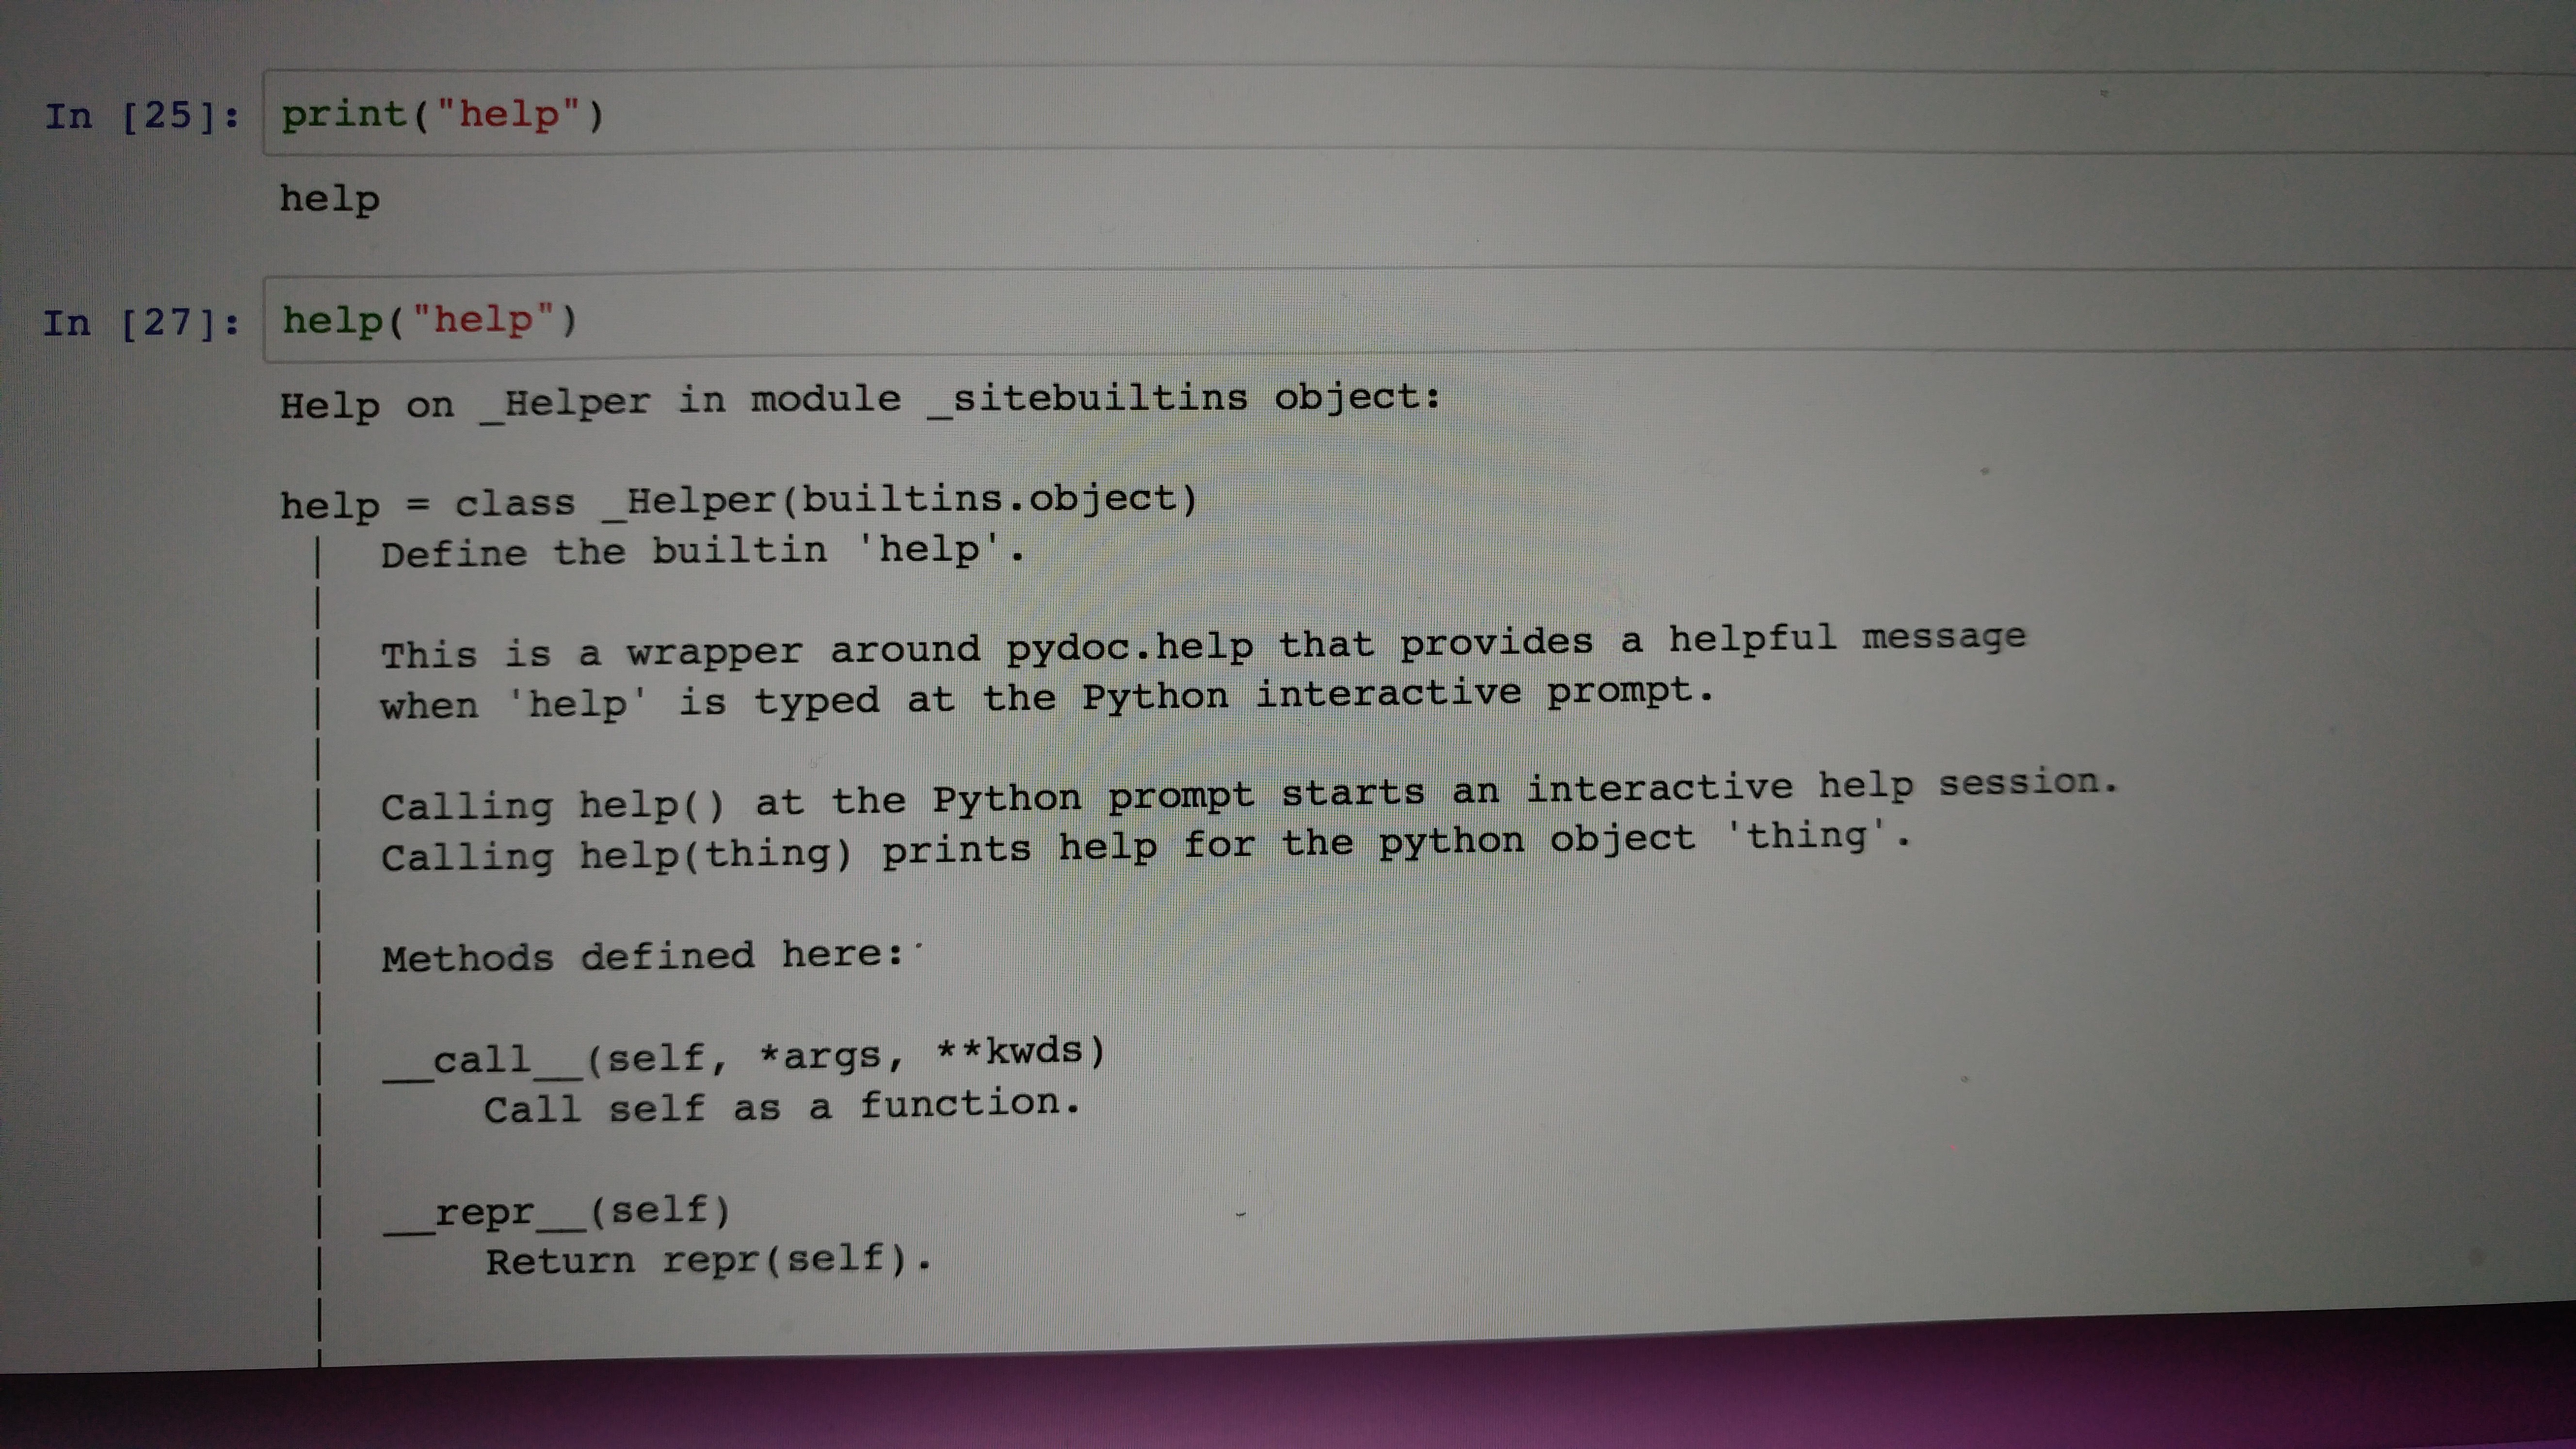 In [25]: print("help")
help
In [27]: help("help")
Help on _Helper in module _sitebuiltins object:
help = class _Helper(builtins.object)
 |  Define the builtin 'help'.
 |
 |  This is a wrapper around pydoc.help that provides a helpful message
 |  when 'help' is typed at the Python interactive prompt.
 |
 |  Calling help() at the Python prompt starts an interactive help session.
 |  Calling help(thing) prints help for the python object 'thing'.
 |
 |  Methods defined here:
 |
 |  __call__(self, *args, **kwds)
 |      Call self as a function.
 |
 |  __repr__(self)
 |      Return repr(self).
 |
 |